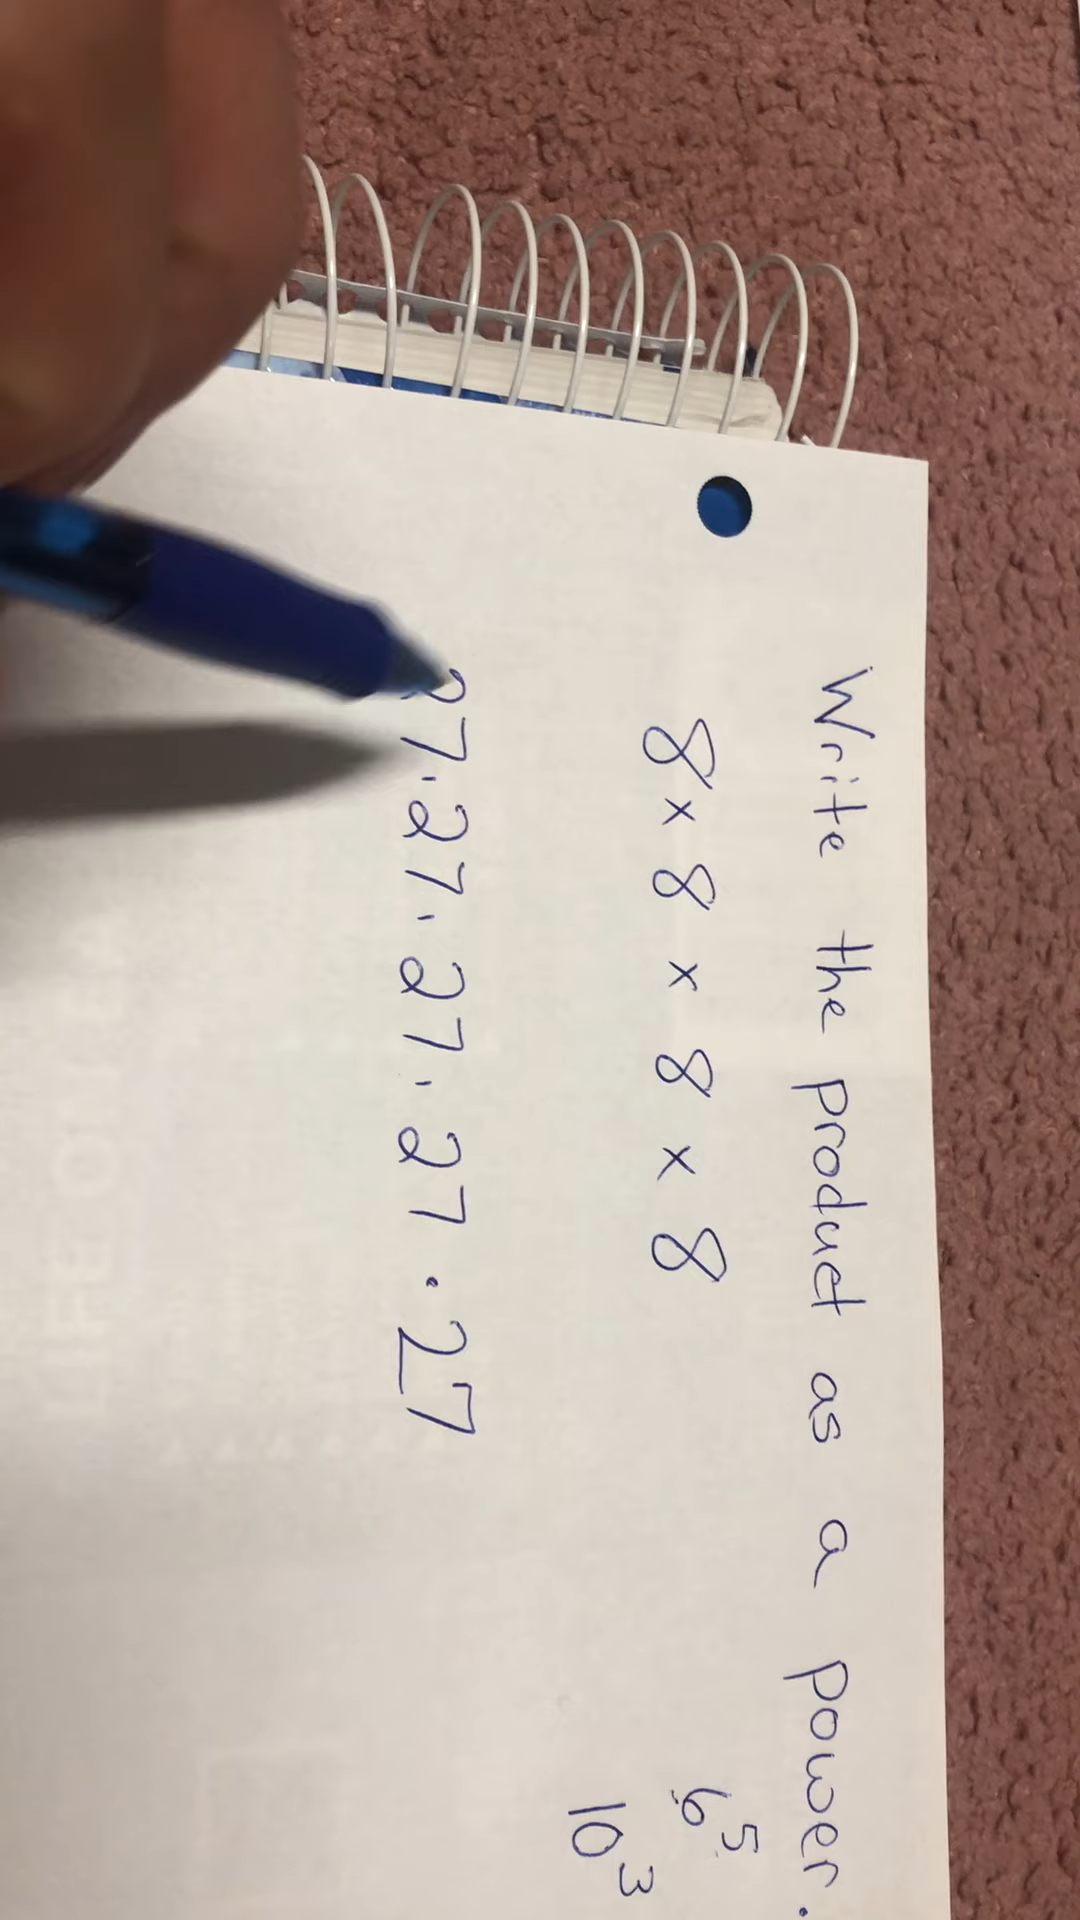 Write the product as a power.
6⁵
8 × 8 × 8 × 8
10³
27·27·27·27·27